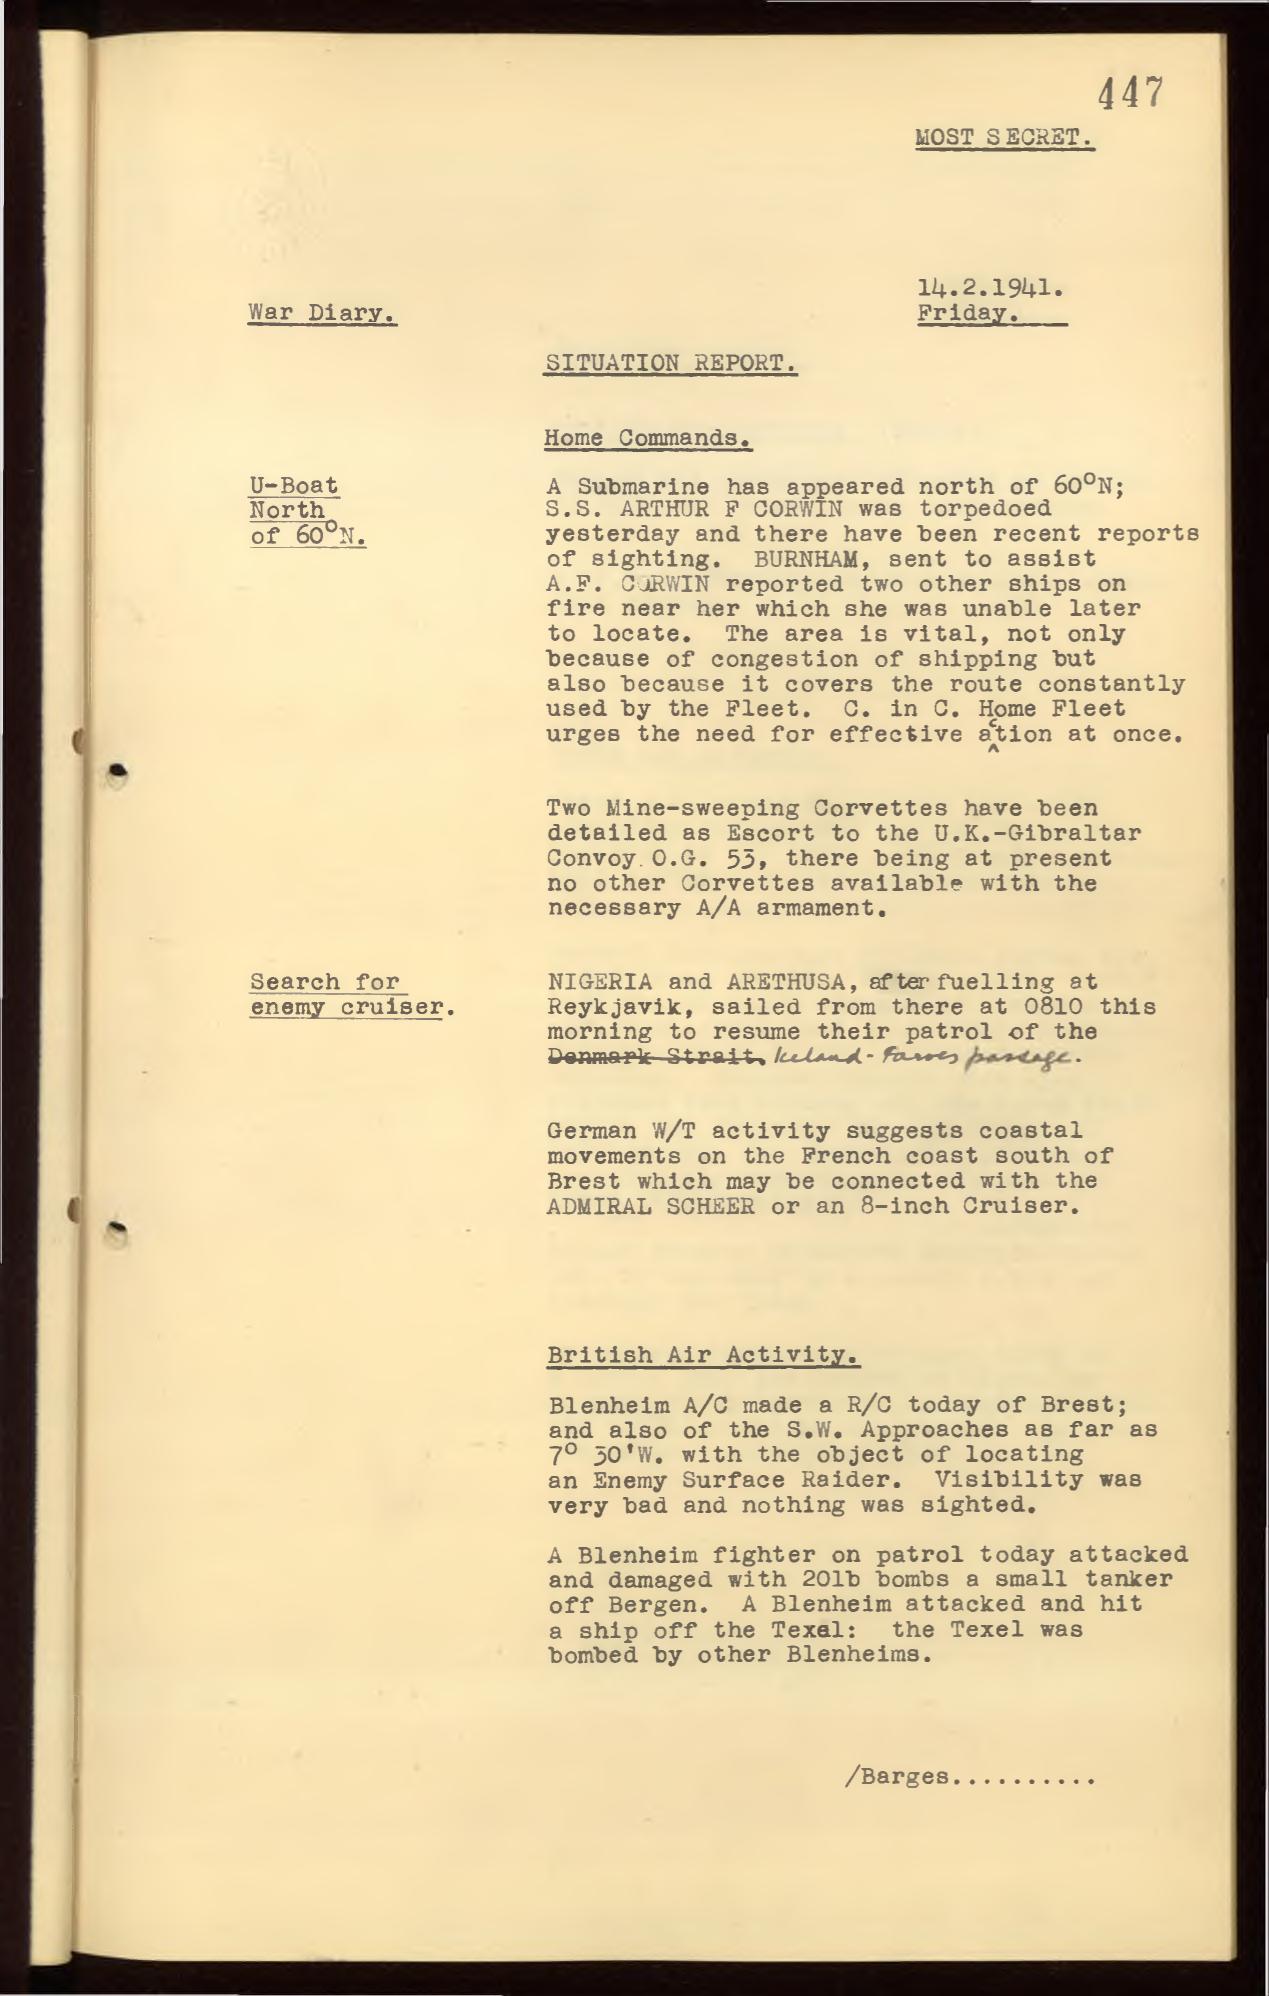 447
MOST SECRET.
14.2.1941.
War Diary.
Friday.
SITUATION REPORT.
Home Commands.
U-Boat
North
of 60°N.
A Submarine has appeared north of 60°N;
S.S. ARTHUR F CORWIN was torpedoed
yesterday and there have been recent reports
of sighting. BURNHAM, sent to assist
A.F. CORWIN reported two other ships on
fire near her which she was unable later
to locate. The area is vital, not only
because of congestion of shipping but
also because it covers the route constantly
used by the Fleet. C. in C. Home Fleet
urges the need for effective action at once.
Two Mine-sweeping Corvettes have been
detailed as Escort to the U.K.-Gibraltar
Convoy O.G. 53, there being at present
no other Corvettes available with the
necessary A/A armament.
Search for
enemy cruiser.
NIGERIA and ARETHUSA, after fuelling at
Reykjavik, sailed from there at 0810 this
morning to resume their patrol of the
Denmark Strait. Iceland - Faroes passage.
German W/T activity suggests coastal
movements on the French coast south of
Brest which may be connected with the
ADMIRAL SCHEER or an 8-inch Cruiser.
British Air Activity.
Blenheim A/C made a R/C today of Brest;
and also of the S.W. Approaches as far as
7° 30'W. with the object of locating
an Enemy Surface Raider. Visibility was
very bad and nothing was sighted.
A Blenheim fighter on patrol today attacked
and damaged with 20lb bombs a small tanker
off Bergen. A Blenheim attacked and hit
a ship off the Texel: the Texel was
bombed by other Blenheims.
/Barges..........